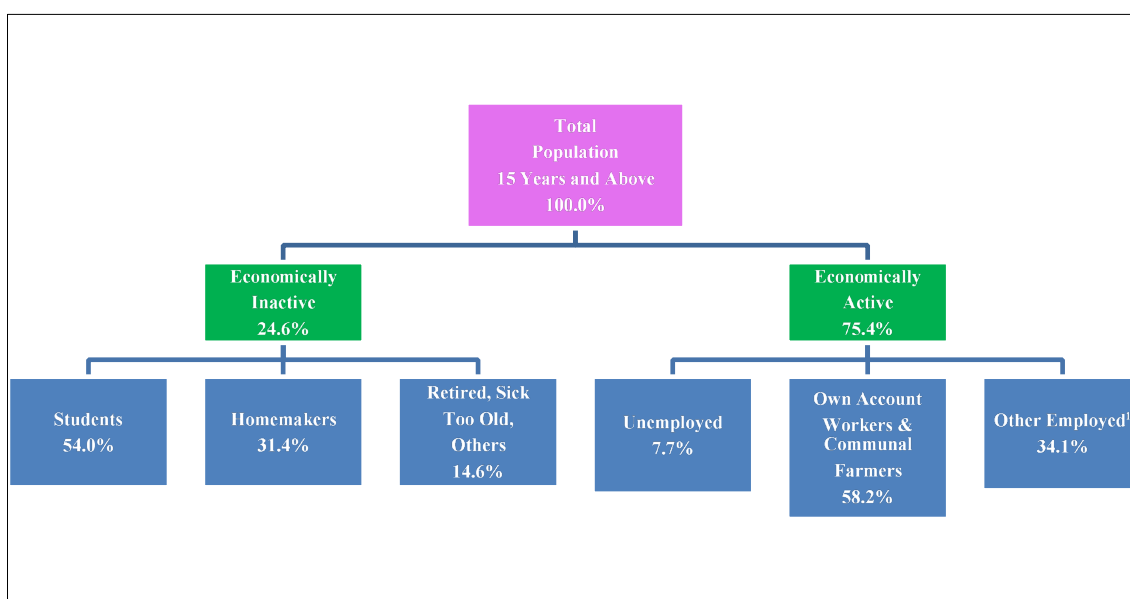 Total
Population
15 Years and Above
100.0%
Economically
Inactive
24.6%
Economically
Active
75.4%
Students
54.0%
Homemakers
31.4%
Retired, Sick
Too Old,
Others
14.6%
Unemployed
7.7%
Own Account
Workers &
Communal
Farmers
58.2%
Other Employed¹
34.1%